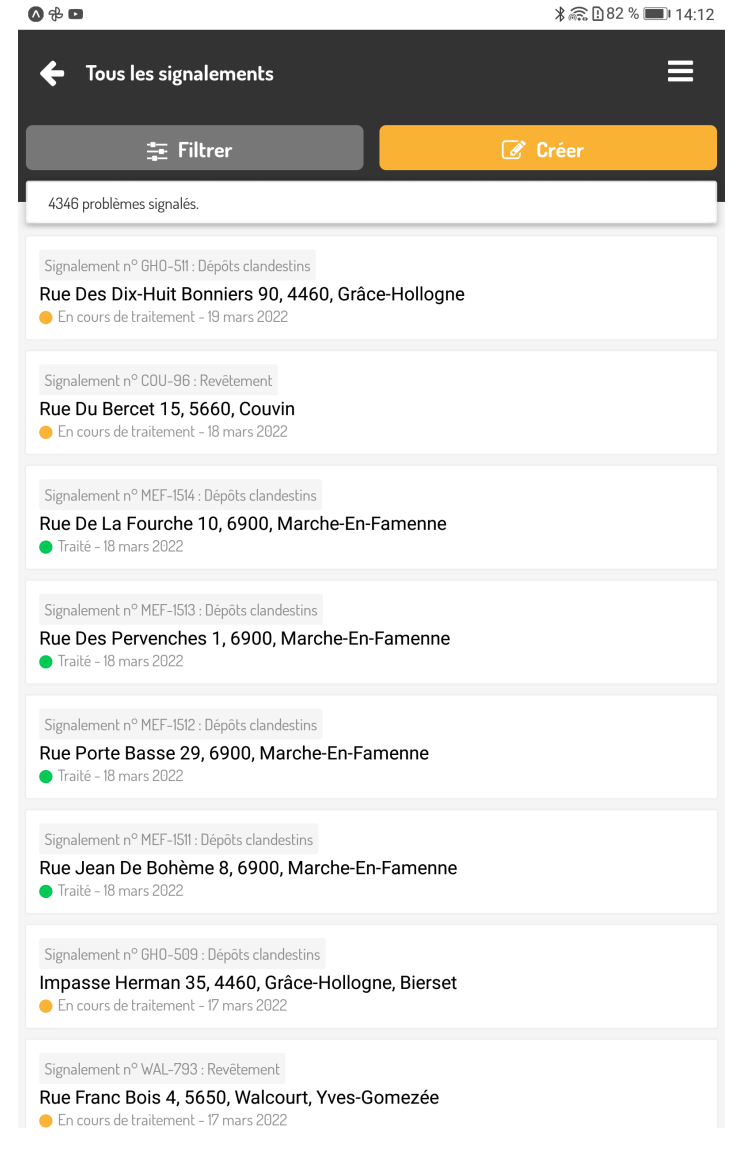 82 % 14:12
Tous les signalements
Filtrer
Créer
4346 problèmes signalés.
Signalement n° GHO-511 : Dépôts clandestins
Rue Des Dix-Huit Bonniers 90, 4460, Grâce-Hollogne
En cours de traitement - 19 mars 2022
Signalement n° COU-96 : Revêtement
Rue Du Bercet 15, 5660, Couvin
En cours de traitement - 18 mars 2022
Signalement n° MEF-1514 : Dépôts clandestins
Rue De La Fourche 10, 6900, Marche-En-Famenne
Traité - 18 mars 2022
Signalement n° MEF-1513 : Dépôts clandestins
Rue Des Pervenches 1, 6900, Marche-En-Famenne
Traité - 18 mars 2022
Signalement n° MEF-1512 : Dépôts clandestins
Rue Porte Basse 29, 6900, Marche-En-Famenne
Traité - 18 mars 2022
Signalement n° MEF-1511 : Dépôts clandestins
Rue Jean De Bohème 8, 6900, Marche-En-Famenne
Traité - 18 mars 2022
Signalement n° GHO-509 : Dépôts clandestins
Impasse Herman 35, 4460, Grâce-Hollogne, Bierset
En cours de traitement - 17 mars 2022
Signalement n° WAL-793 : Revêtement
Rue Franc Bois 4, 5650, Walcourt, Yves-Gomezée
En cours de traitement - 17 mars 2022